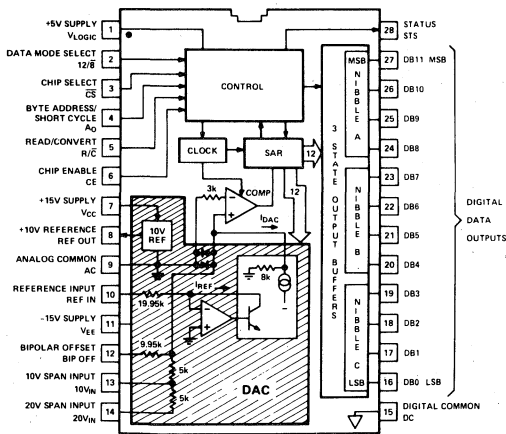 +5V SUPPLY
VLOGIC
1
DATA MODE SELECT
12/8̅
2
CHIP SELECT
C̅S̅
3
BYTE ADDRESS/
SHORT CYCLE
A0
4
READ/CONVERT
R/C̅
5
CHIP ENABLE
CE
6
+15V SUPPLY
VCC
7
+10V REFERENCE
REF OUT
8
ANALOG COMMON
AC
9
REFERENCE INPUT
REF IN
10
-15V SUPPLY
VEE
11
BIPOLAR OFFSET
BIP OFF
12
10V SPAN INPUT
10VIN
13
20V SPAN INPUT
20VIN
14
CONTROL
CLOCK
SAR
12
3k
COMP
12
IDAC
10V
REF
8k
IREF
19.95k
9.95k
5k
5k
DAC
3 STATE OUTPUT BUFFERS
MSB
NIBBLE A
NIBBLE B
NIBBLE C
LSB
28
STATUS
STS
27
DB11 MSB
26
DB10
25
DB9
24
DB8
23
DB7
22
DB6
21
DB5
20
DB4
19
DB3
18
DB2
17
DB1
16
DB0 LSB
15
DIGITAL COMMON
DC
DIGITAL
DATA
OUTPUTS